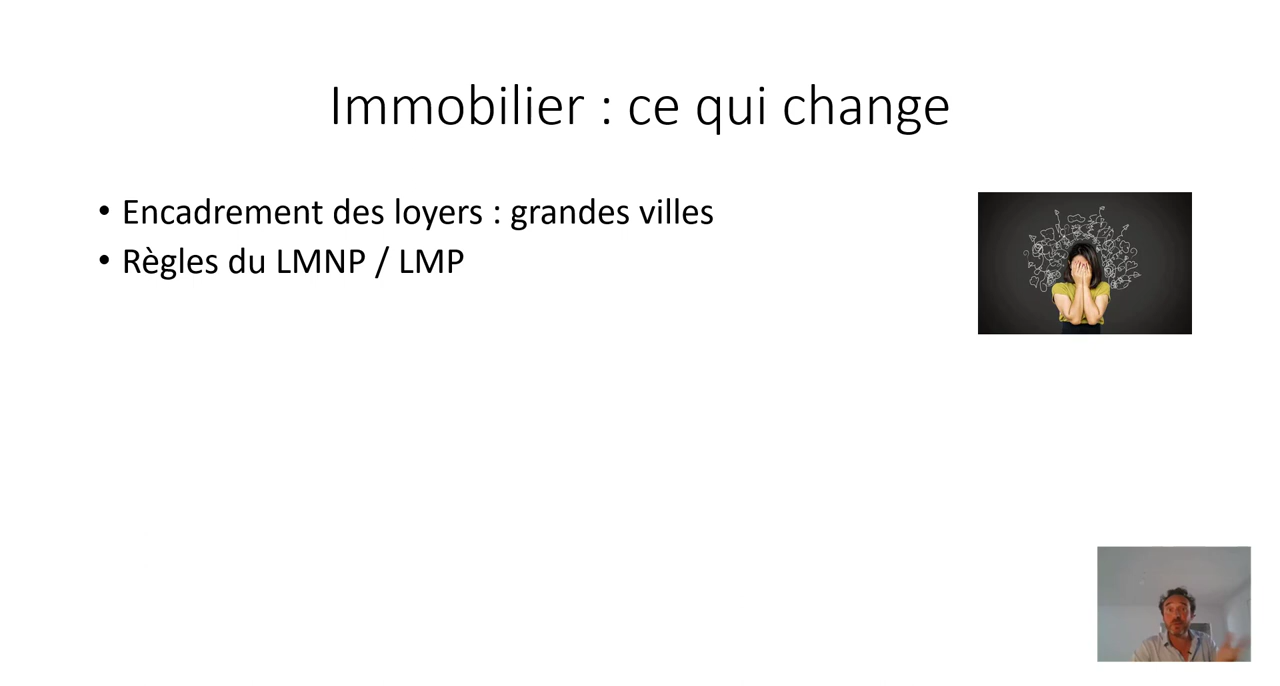 Immobilier : ce qui change
• Encadrement des loyers : grandes villes
• Règles du LMNP / LMP